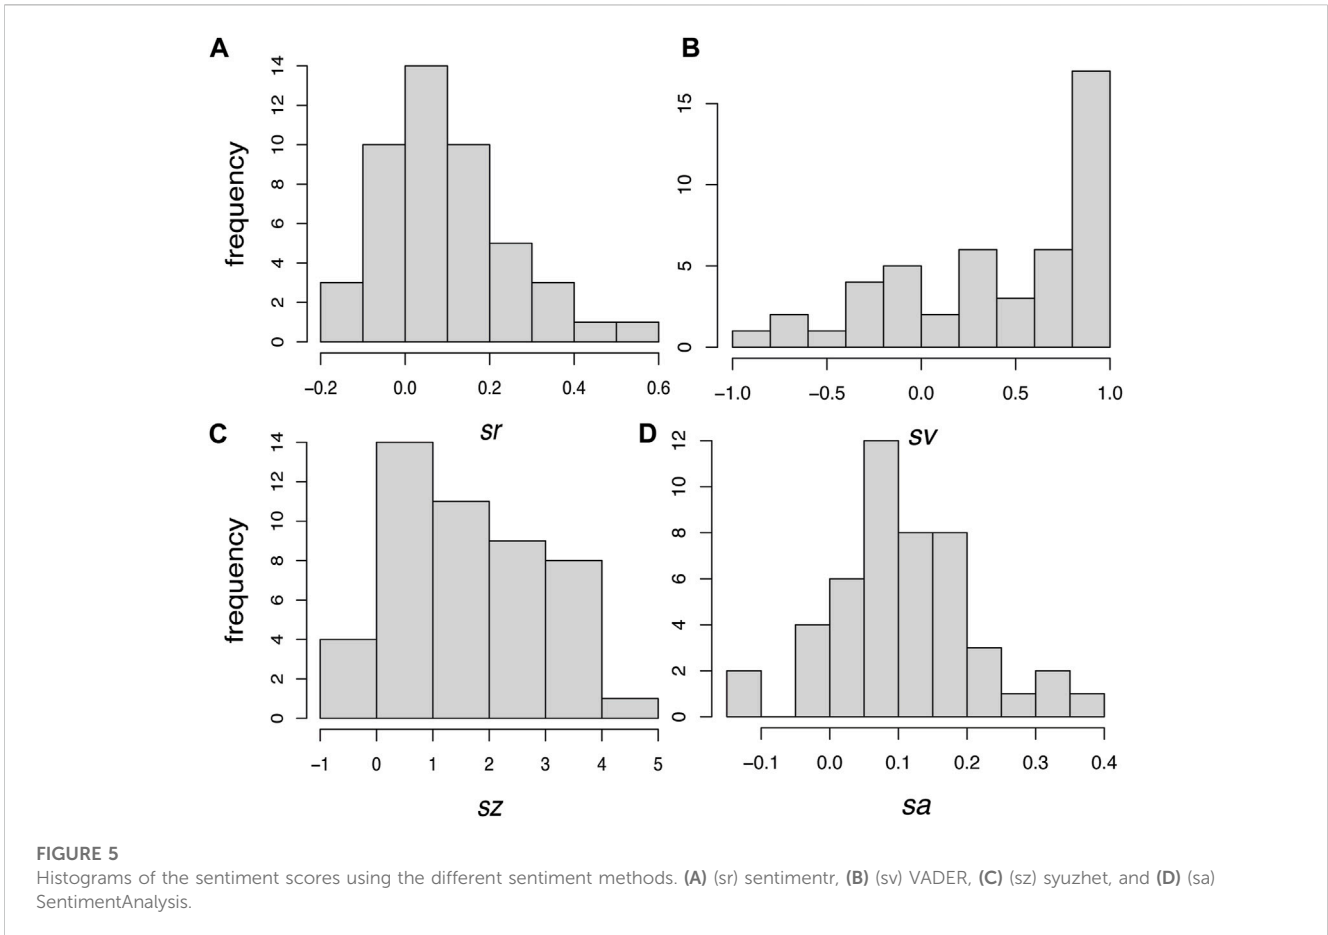 A
frequency
14
12
10
8
6
4
2
0
−0.2 0.0 0.2 0.4 0.6
sr
B
15
10
5
0
−1.0 −0.5 0.0 0.5 1.0
sv
C
frequency
14
12
10
8
6
4
2
0
−1 0 1 2 3 4 5
sz
D
12
10
8
6
4
2
0
−0.1 0.0 0.1 0.2 0.3 0.4
sa
FIGURE 5
Histograms of the sentiment scores using the different sentiment methods. (A) (sr) sentimentr, (B) (sv) VADER, (C) (sz) syuzhet, and (D) (sa)
SentimentAnalysis.